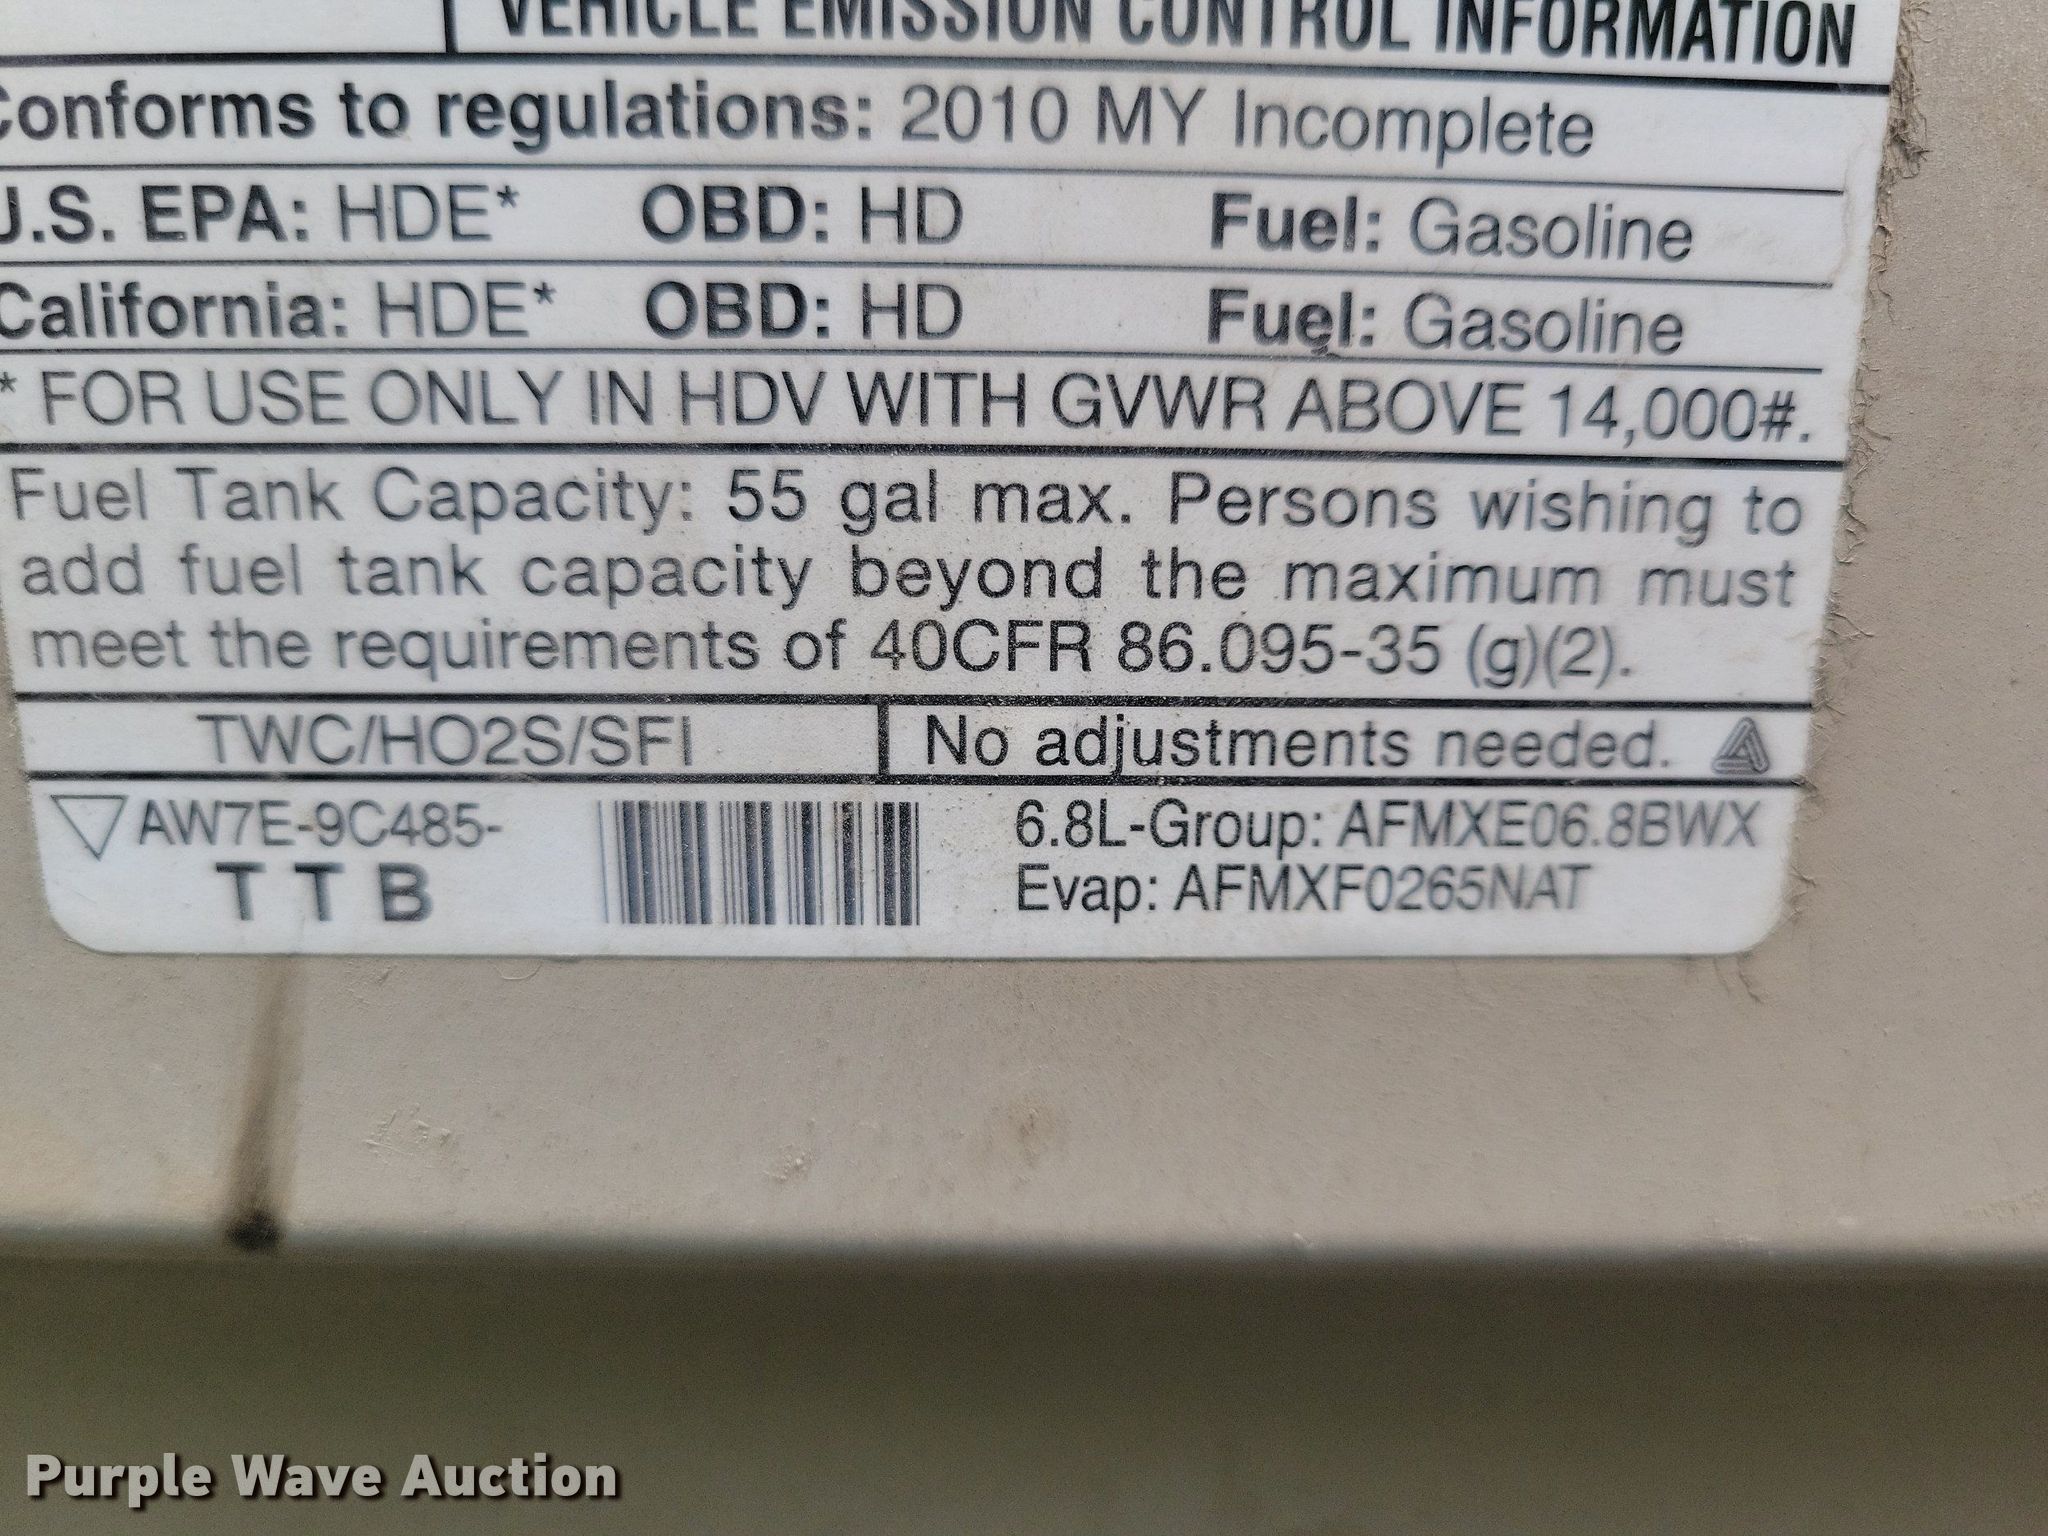 VEHICLE EMISSION CONTROL INFORMATION
Conforms to regulations: 2010 MY Incomplete
U.S. EPA: HDE* OBD: HD Fuel: Gasoline
California: HDE* OBD: HD Fuel: Gasoline
* FOR USE ONLY IN HDV WITH GVWR ABOVE 14,000#.
Fuel Tank Capacity: 55 gal max. Persons wishing to
add fuel tank capacity beyond the maximum must
meet the requirements of 40CFR 86.095-35 (g)(2).
TWC/HO2S/SFI No adjustments needed.
AW7E-9C485- 6.8L-Group: AFMXE06.8BWX
TTB Evap: AFMXF0265NAT
Purple Wave Auction